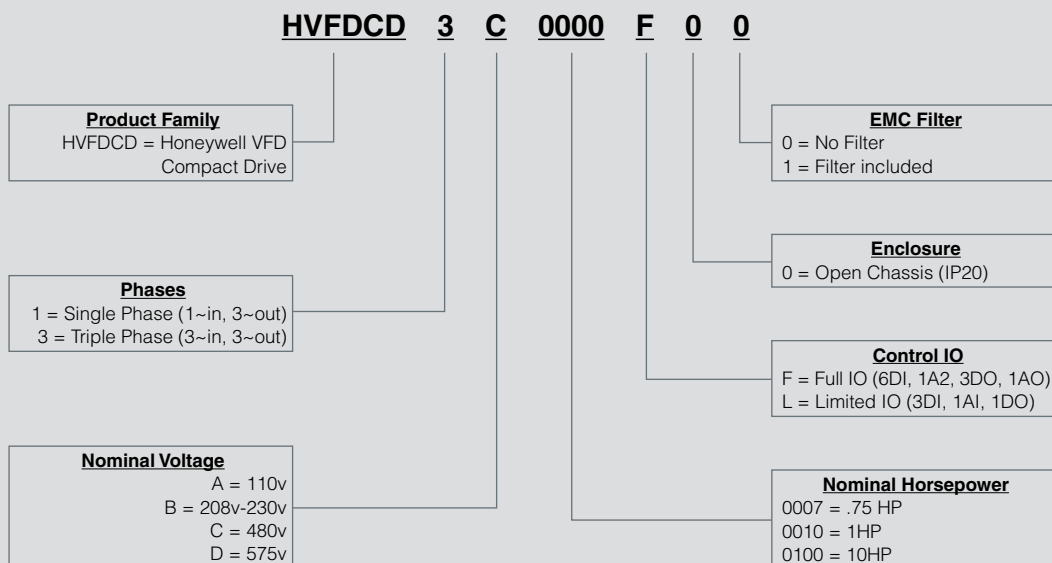 HVFDCD 3 C 0000 F 0 0
Product Family
HVFDCD = Honeywell VFD
Compact Drive
Phases
1 = Single Phase (1~in, 3~out)
3 = Triple Phase (3~in, 3~out)
Nominal Voltage
A = 110v
B = 208v-230v
C = 480v
D = 575v
EMC Filter
0 = No Filter
1 = Filter included
Enclosure
0 = Open Chassis (IP20)
Control IO
F = Full IO (6DI, 1A2, 3DO, 1AO)
L = Limited IO (3DI, 1AI, 1DO)
Nominal Horsepower
0007 = .75 HP
0010 = 1HP
0100 = 10HP